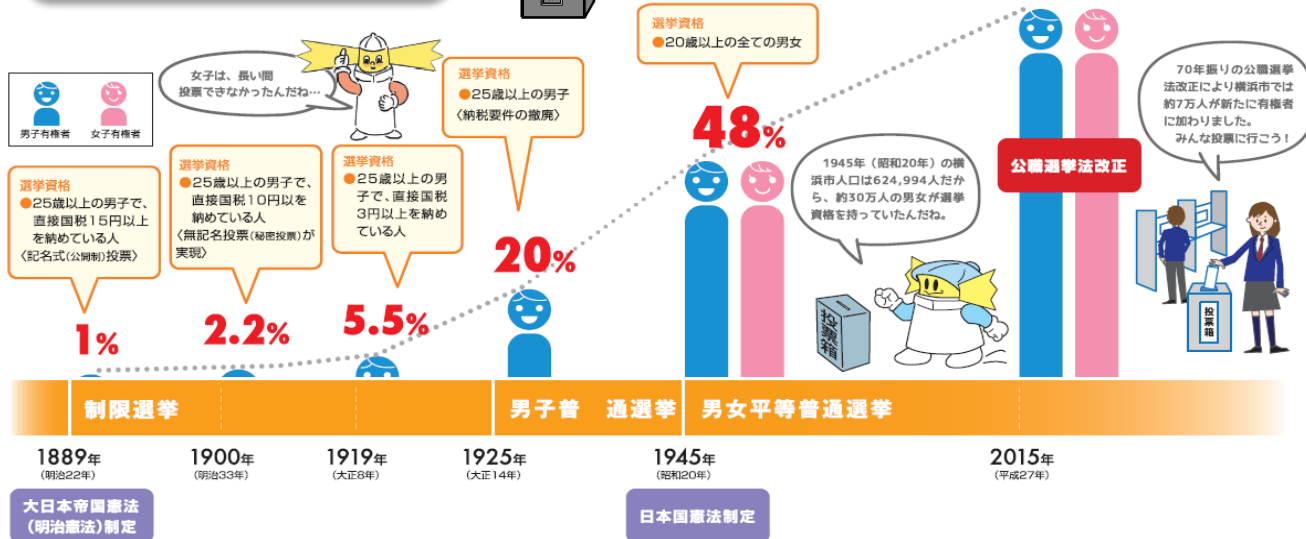 男子有権者
女子有権者
女子は、長い間
投票できなかったんだね…
選挙資格
●25歳以上の男子で、
直接国税15円以上
を納めている人
〈記名式(公開制)投票〉
1%
選挙資格
●25歳以上の男子で、
直接国税10円以を
納めている人
〈無記名投票(秘密投票)が
実現〉
2.2%
選挙資格
●25歳以上の男
子で、直接国税
3円以上を納め
ている人
5.5%
選挙資格
●25歳以上の男子
〈納税要件の撤廃〉
20%
選挙資格
●20歳以上の全ての男女
48%
1945年（昭和20年）の横
浜市人口は624,994人だか
ら、約30万人の男女が選挙
資格を持っていたんだね。
投票箱
公職選挙法改正
70年振りの公職選挙
法改正により横浜市では
約7万人が新たに有権者
に加わりました。
みんな投票に行こう！
投票箱
制限選挙
男子普　通選挙
男女平等普通選挙
1889年
(明治22年)
1900年
(明治33年)
1919年
(大正8年)
1925年
(大正14年)
1945年
(昭和20年)
2015年
(平成27年)
大日本帝国憲法
(明治憲法)制定
日本国憲法制定